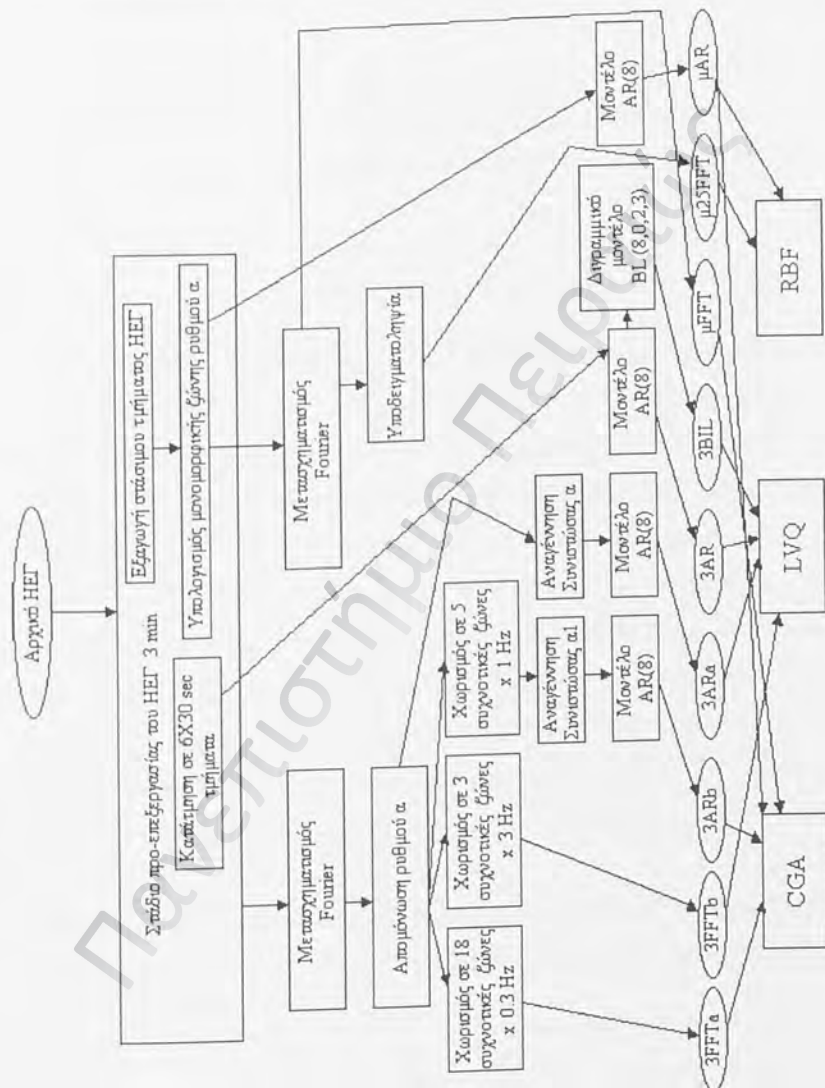 Αρχικό ΗΕΓ
Στάδιο προ-επεξεργασίας του ΗΕΓ 3 min
Εξαγωγή στάσιμου τμήματος ΗΕΓ
Κατάτμηση σε 6Χ30 sec
τμήματα
Υπολογισμός μονομορφικής ζώνης ρυθμού α
Μετασχηματισμός
Fourier
Μετασχηματισμός
Fourier
Απομόνωση ρυθμού α
Υποδειγματοληψία
Χωρισμός σε 18
συχνοτικές ζώνες
x 0.3 Hz
Χωρισμός σε 3
συχνοτικές ζώνες
x 3 Hz
Χωρισμός σε 5
συχνοτικές ζώνες
x 1 Hz
Αναγέννηση
Συνιστώσας α1
Αναγέννηση
Συνιστώσας α
Μοντέλο
AR(8)
Μοντέλο
AR(8)
Μοντέλο
AR(8)
Διγραμμικό
μοντέλο
BL (8,0,2,3)
Μοντέλο
AR(8)
3FFTa
3FFTb
3ARb
3ARa
3AR
3BIL
μFFT
μ25FFT
μAR
CGA
LVQ
RBF
Πανεπιστήμιο Πειραιώς